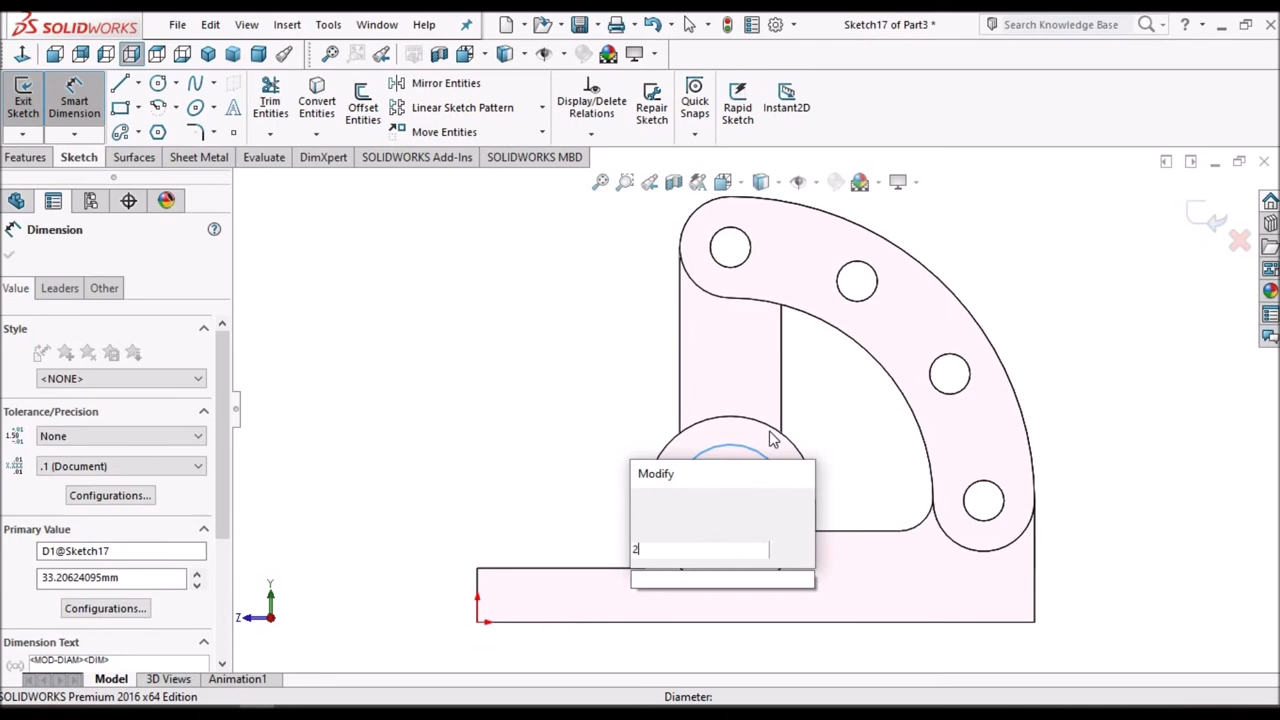 SOLIDWORKS File Edit View Insert Tools Window Help Sketch17 of Part3 * Search Knowledge Base ?
Exit Sketch
Smart Dimension
Trim Entities
Convert Entities
Offset Entities
Mirror Entities
Linear Sketch Pattern
Move Entities
Display/Delete Relations
Repair Sketch
Quick Snaps
Rapid Sketch
Instant2D
Features Sketch Surfaces Sheet Metal Evaluate DimXpert SOLIDWORKS Add-Ins SOLIDWORKS MBD
Dimension
Value Leaders Other
Style
<NONE>
Tolerance/Precision
None
.1 (Document)
Configurations...
Primary Value
D1@Sketch17
33.20624095mm
Configurations...
Dimension Text
<MOD-DIAM><DIM>
Modify
2
Y
Z
Model 3D Views Animation1
SOLIDWORKS Premium 2016 x64 Edition Diameter: